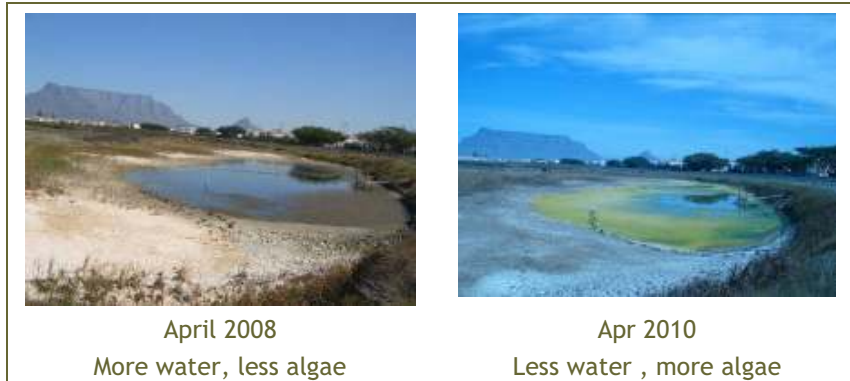 April 2008
More water, less algae
Apr 2010
Less water , more algae